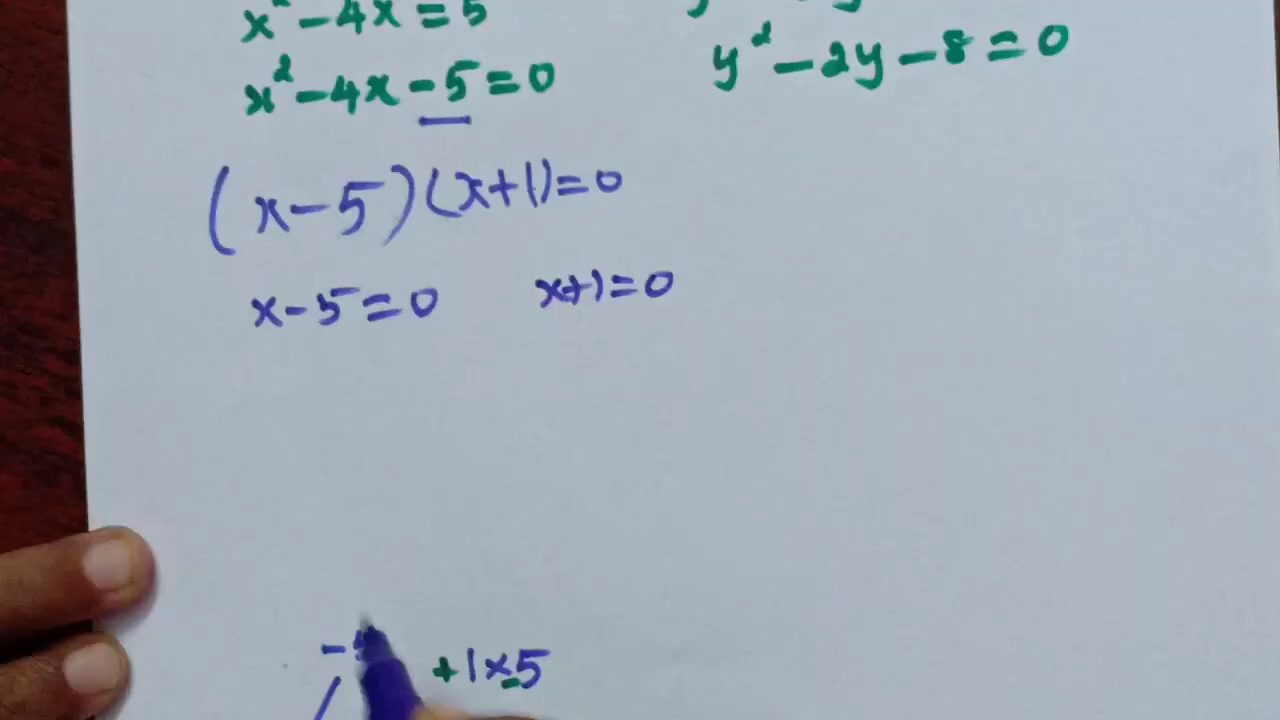 x² - 4x = 5
x² - 4x - 5 = 0
y² - 2y - 8 = 0
(x - 5)(x+1) = 0
x - 5 = 0 x+1 = 0
+1×-5